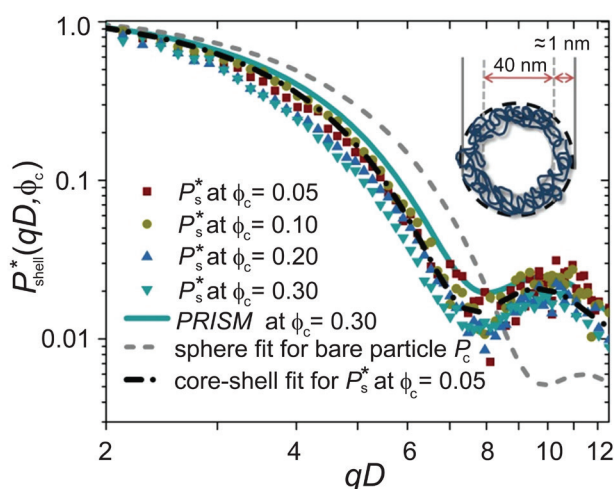 ≈1 nm
40 nm
1.0
0.1
0.01
P*shell(qD,ϕc)
P*s at ϕc= 0.05
P*s at ϕc= 0.10
P*s at ϕc= 0.20
P*s at ϕc= 0.30
PRISM at ϕc= 0.30
sphere fit for bare particle Pc
core-shell fit for P*s at ϕc= 0.05
2 4 6 8 10 12
qD